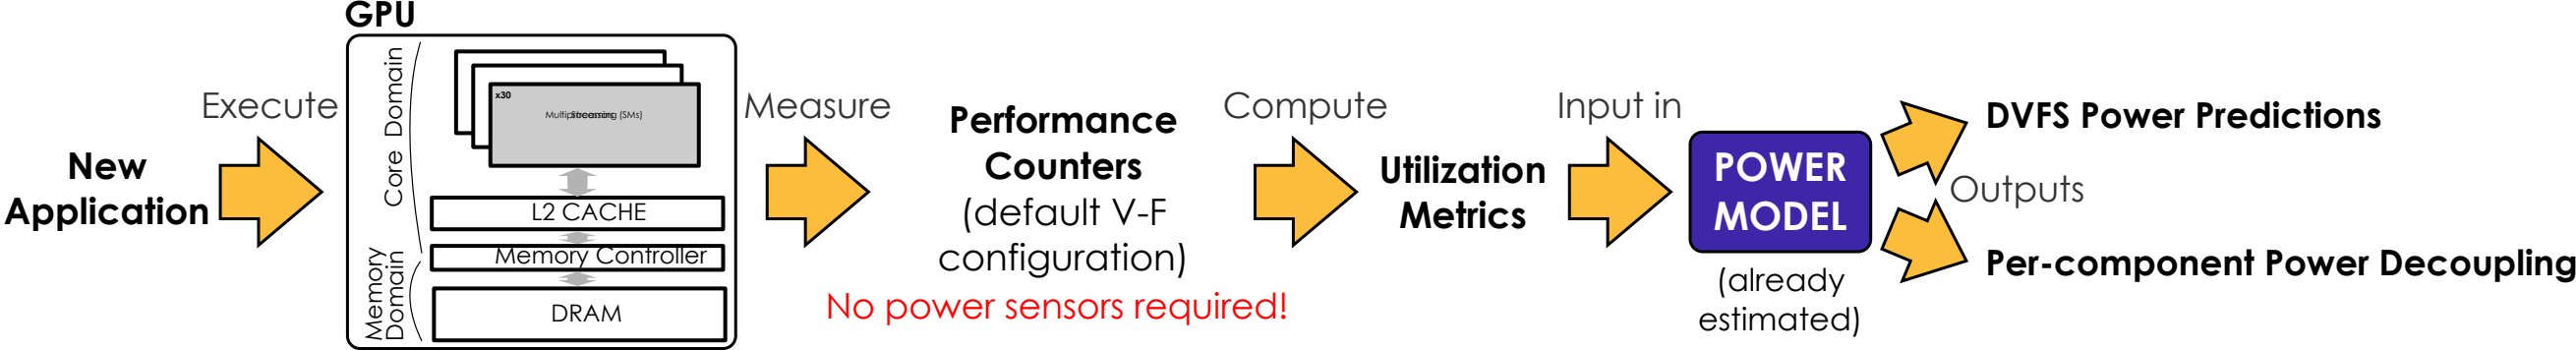 New
Application
Execute
GPU
Core Domain
Memory
Domain
x30
(SMs)
L2 CACHE
Memory Controller
DRAM
Measure
Performance
Counters
(default V-F
configuration)
No power sensors required!
Compute
Utilization
Metrics
Input in
POWER
MODEL
(already
estimated)
Outputs
DVFS Power Predictions
Per-component Power Decoupling